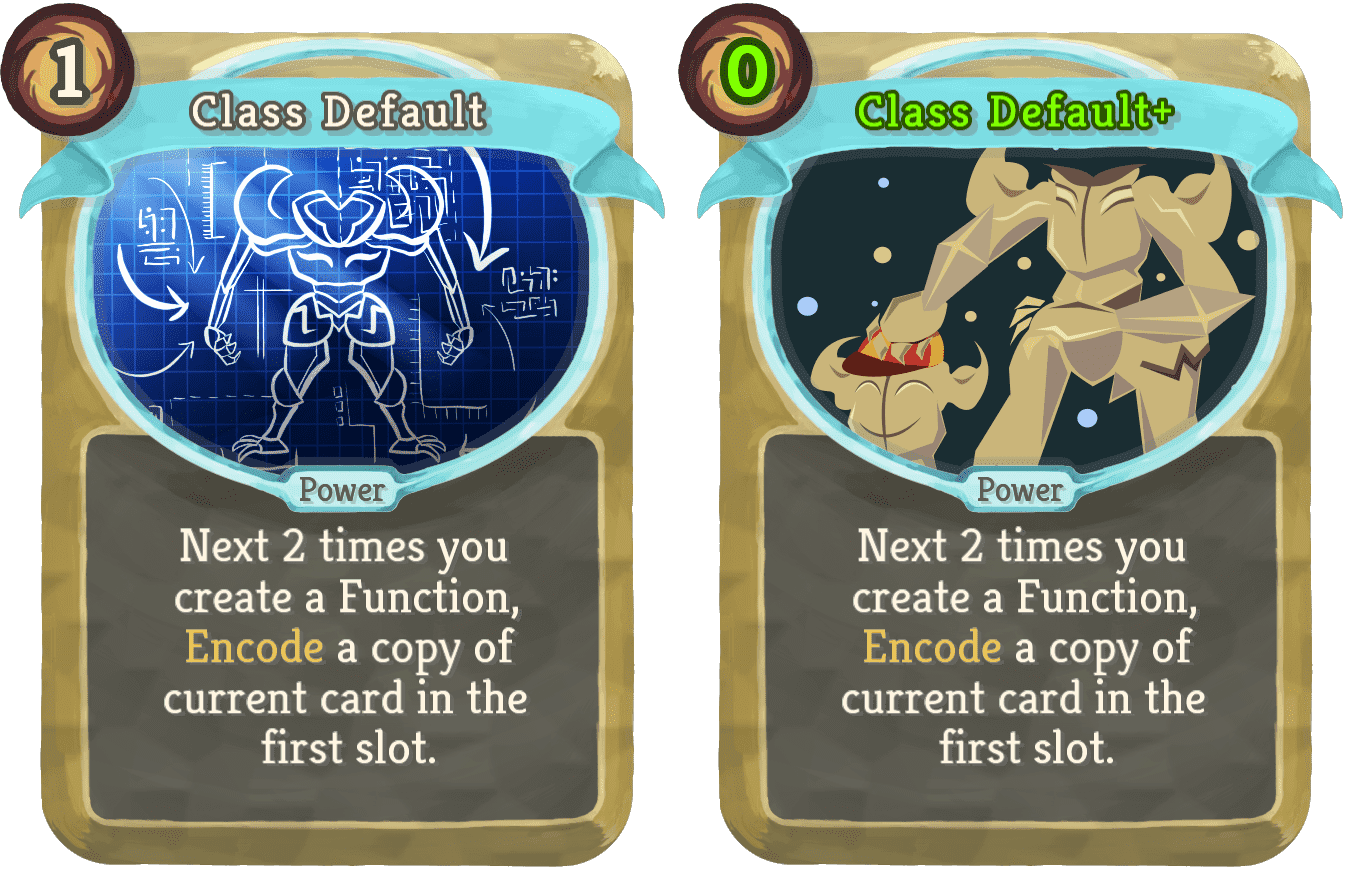 1
Class Default
Power
Next 2 times you
create a Function,
Encode a copy of
current card in the
first slot.
0
Class Default+
Power
Next 2 times you
create a Function,
Encode a copy of
current card in the
first slot.